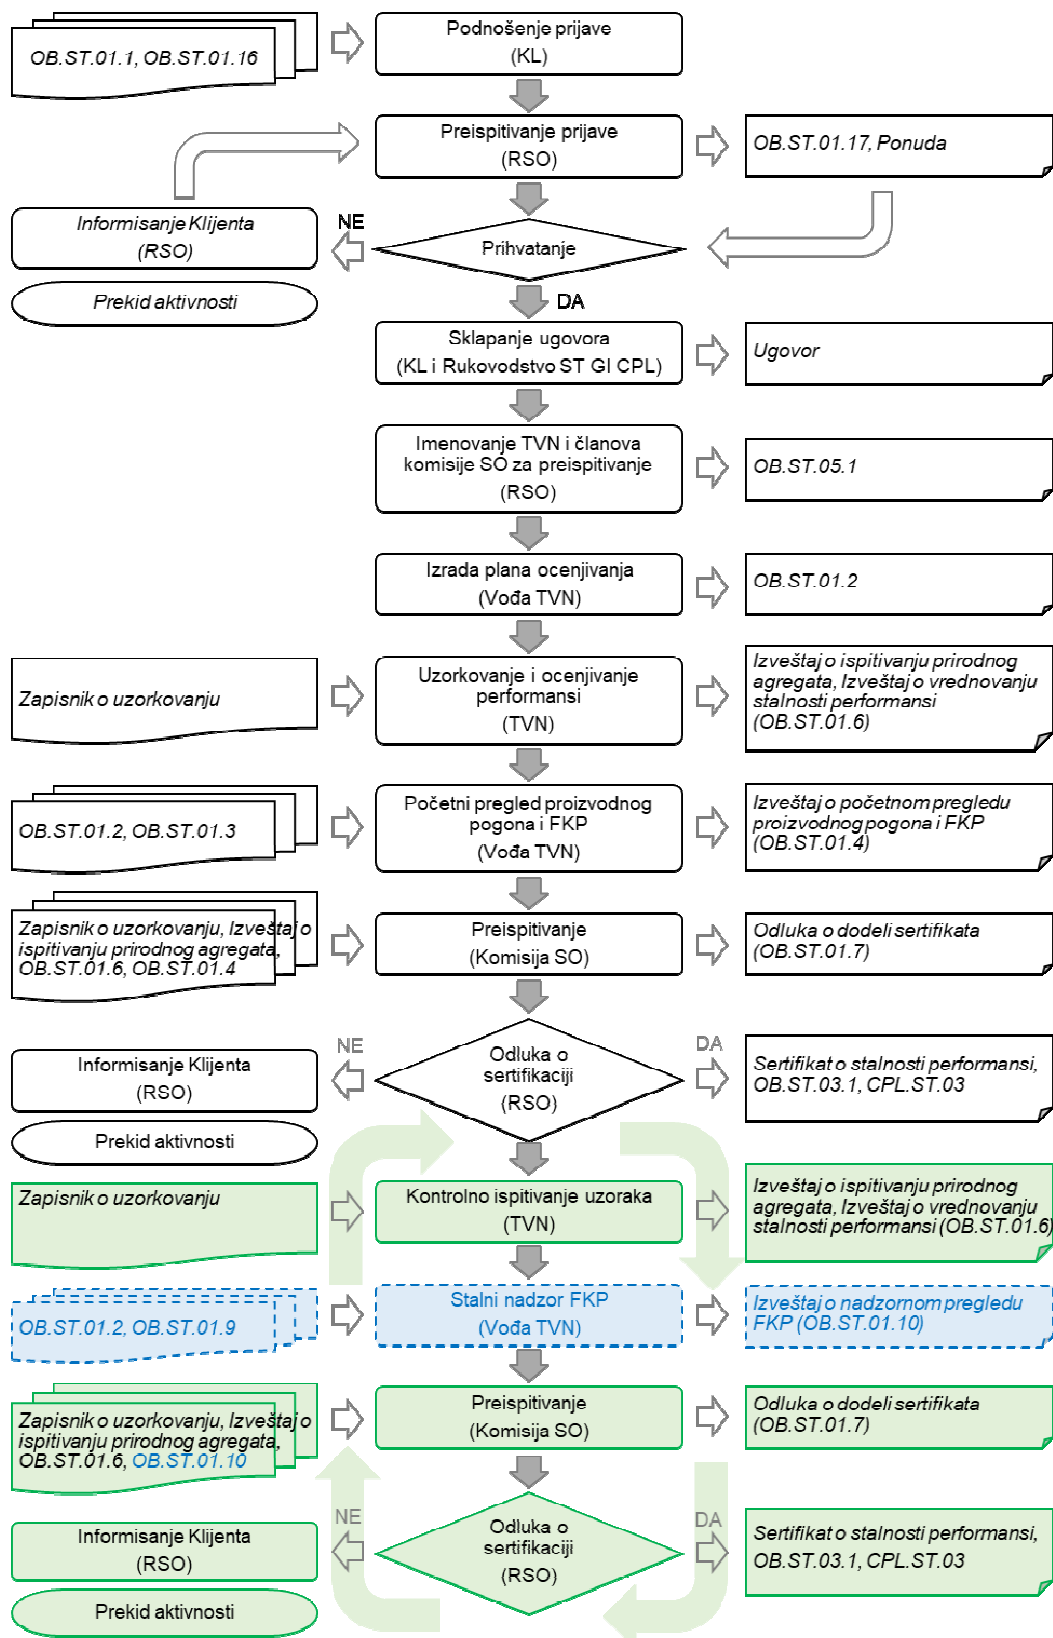 OB.ST.01.1, OB.ST.01.16
Podnošenje prijave
(KL)
Preispitivanje prijave
(RSO)
OB.ST.01.17, Ponuda
Informisanje Klijenta
(RSO)
NE
Prihvatanje
Prekid aktivnosti
DA
Sklapanje ugovora
(KL i Rukovodstvo ST GI CPL)
Ugovor
Imenovanje TVN i članova
komisije SO za preispitivanje
(RSO)
OB.ST.05.1
Izrada plana ocenjivanja
(Vođa TVN)
OB.ST.01.2
Zapisnik o uzorkovanju
Uzorkovanje i ocenjivanje
performansi
(TVN)
Izveštaj o ispitivanju prirodnog
agregata, Izveštaj o vrednovanju
stalnosti performansi
(OB.ST.01.6)
OB.ST.01.2, OB.ST.01.3
Početni pregled proizvodnog
pogona i FKP
(Vođa TVN)
Izveštaj o početnom pregledu
proizvodnog pogona i FKP
(OB.ST.01.4)
Zapisnik o uzorkovanju, Izveštaj o
ispitivanju prirodnog agregata,
OB.ST.01.6, OB.ST.01.4
Preispitivanje
(Komisija SO)
Odluka o dodeli sertifikata
(OB.ST.01.7)
Informisanje Klijenta
(RSO)
NE
Odluka o
sertifikaciji
(RSO)
DA
Sertifikat o stalnosti performansi,
OB.ST.03.1, CPL.ST.03
Prekid aktivnosti
Zapisnik o uzorkovanju
Kontrolno ispitivanje uzoraka
(TVN)
Izveštaj o ispitivanju prirodnog
agregata, Izveštaj o vrednovanju
stalnosti performansi (OB.ST.01.6)
OB.ST.01.2, OB.ST.01.9
Stalni nadzor FKP
(Vođa TVN)
Izveštaj o nadzornom pregledu
FKP (OB.ST.01.10)
Zapisnik o uzorkovanju, Izveštaj o
ispitivanju prirodnog agregata,
OB.ST.01.6, OB.ST.01.10
Preispitivanje
(Komisija SO)
Odluka o dodeli sertifikata
(OB.ST.01.7)
Informisanje Klijenta
(RSO)
NE
Odluka o
sertifikaciji
(RSO)
DA
Sertifikat o stalnosti performansi,
OB.ST.03.1, CPL.ST.03
Prekid aktivnosti